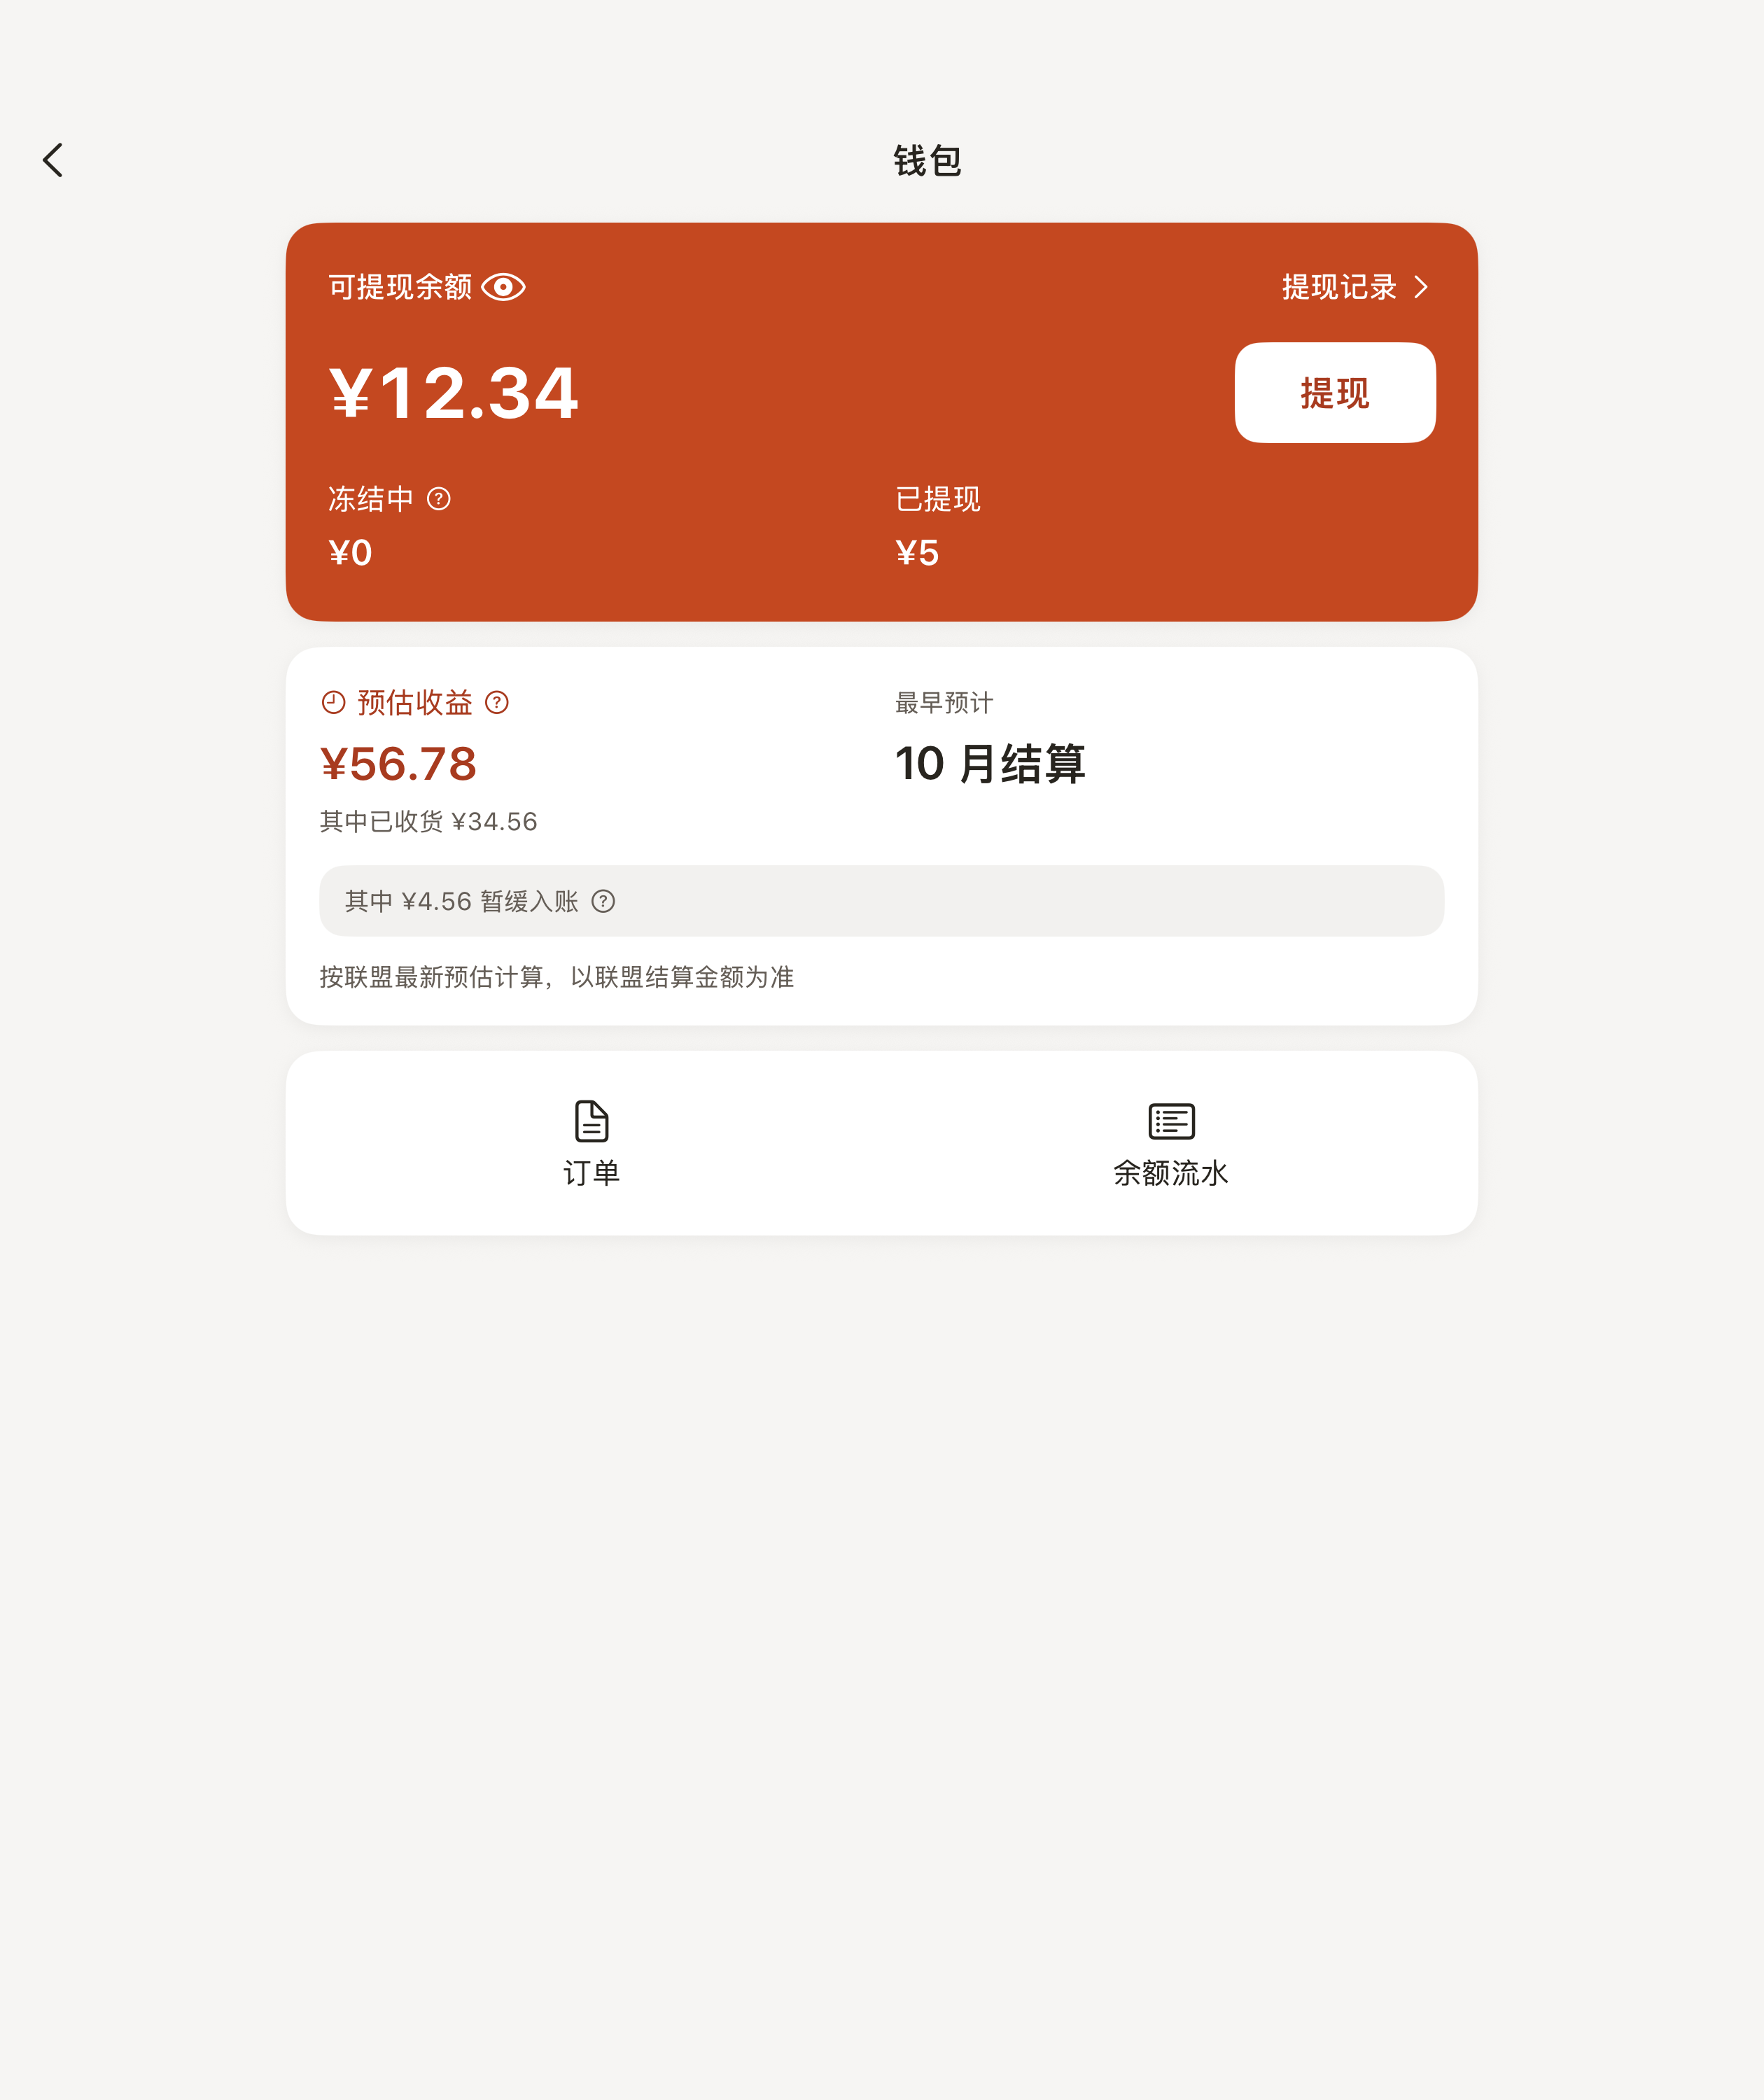 钱包
可提现余额
提现记录
¥12.34
提现
冻结中
已提现
¥0
¥5
预估收益
最早预计
¥56.78
10 月结算
其中已收货 ¥34.56
其中 ¥4.56 暂缓入账
按联盟最新预估计算，以联盟结算金额为准
订单
余额流水